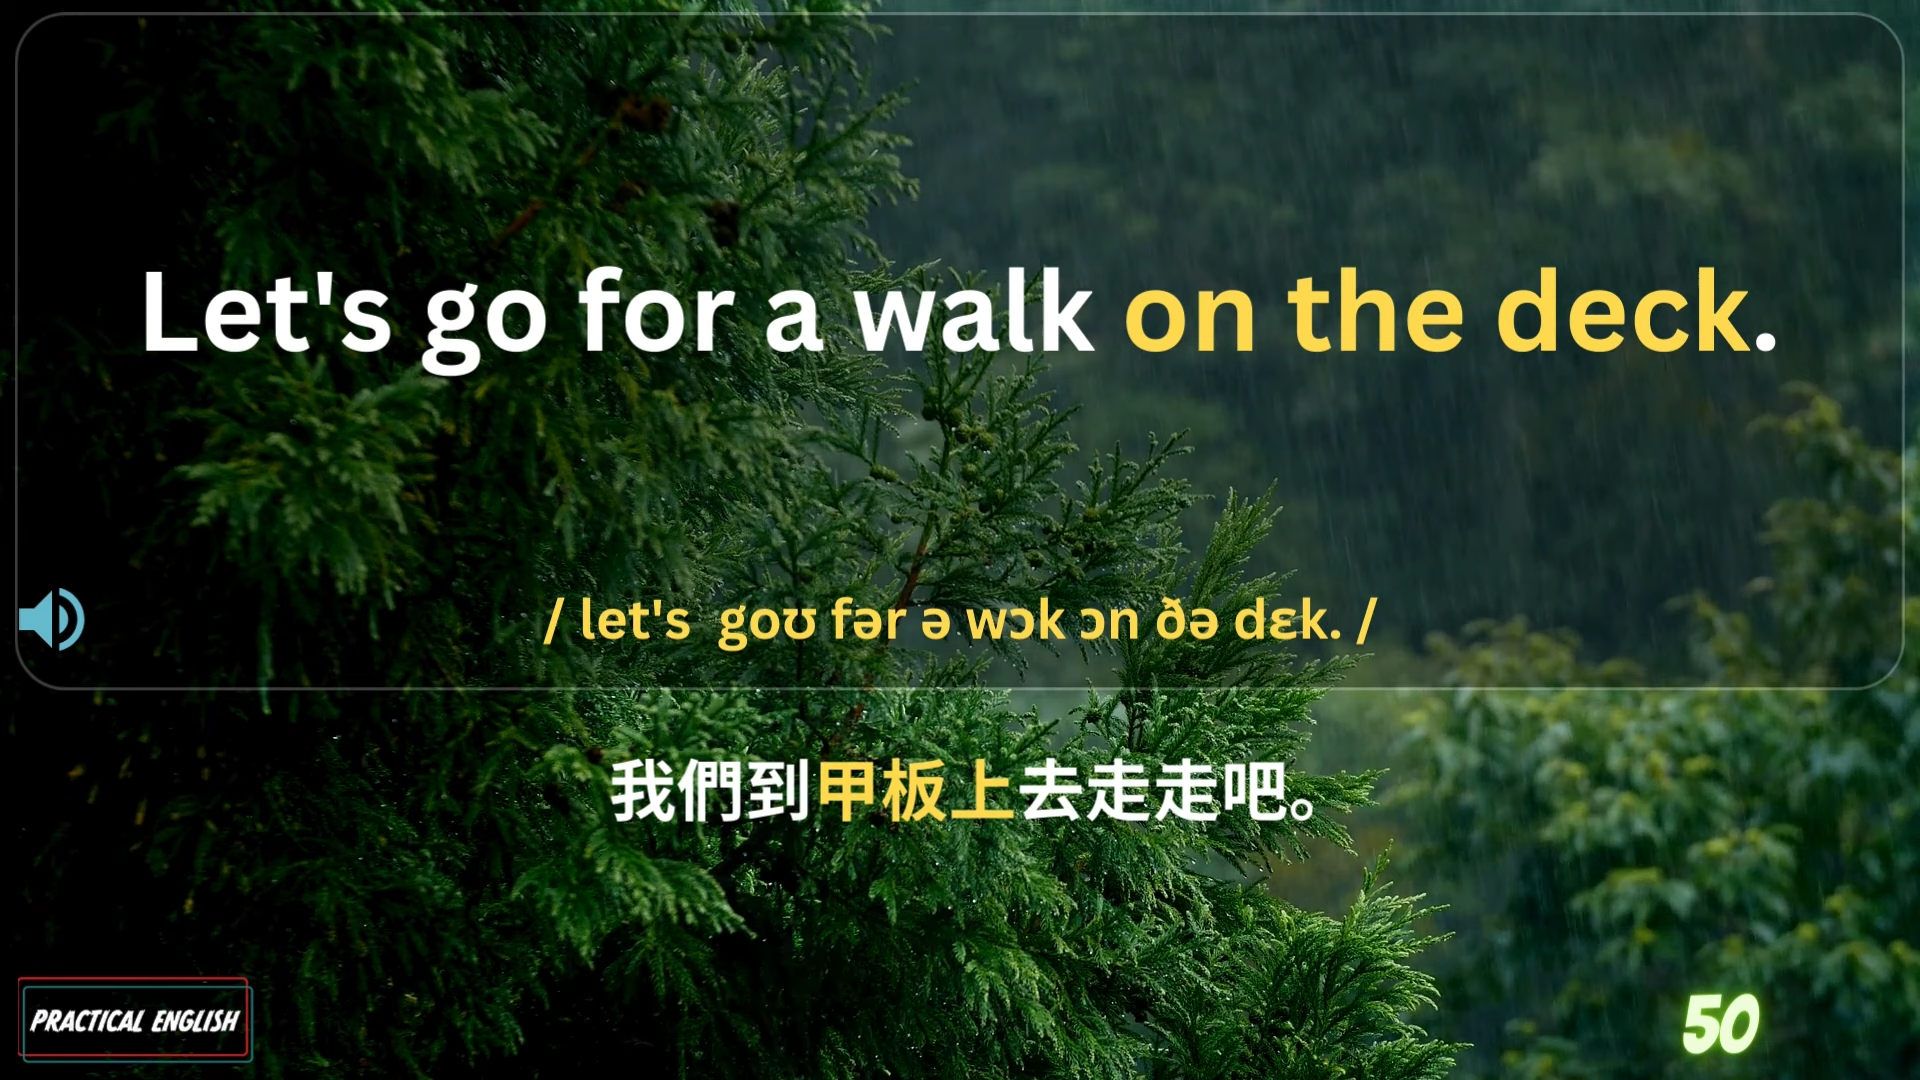 Let's go for a walk on the deck.
/ let's  goʊ fər ə wɔk ɔn ðə dɛk. /
我們到甲板上去走走吧。
PRACTICAL ENGLISH
50